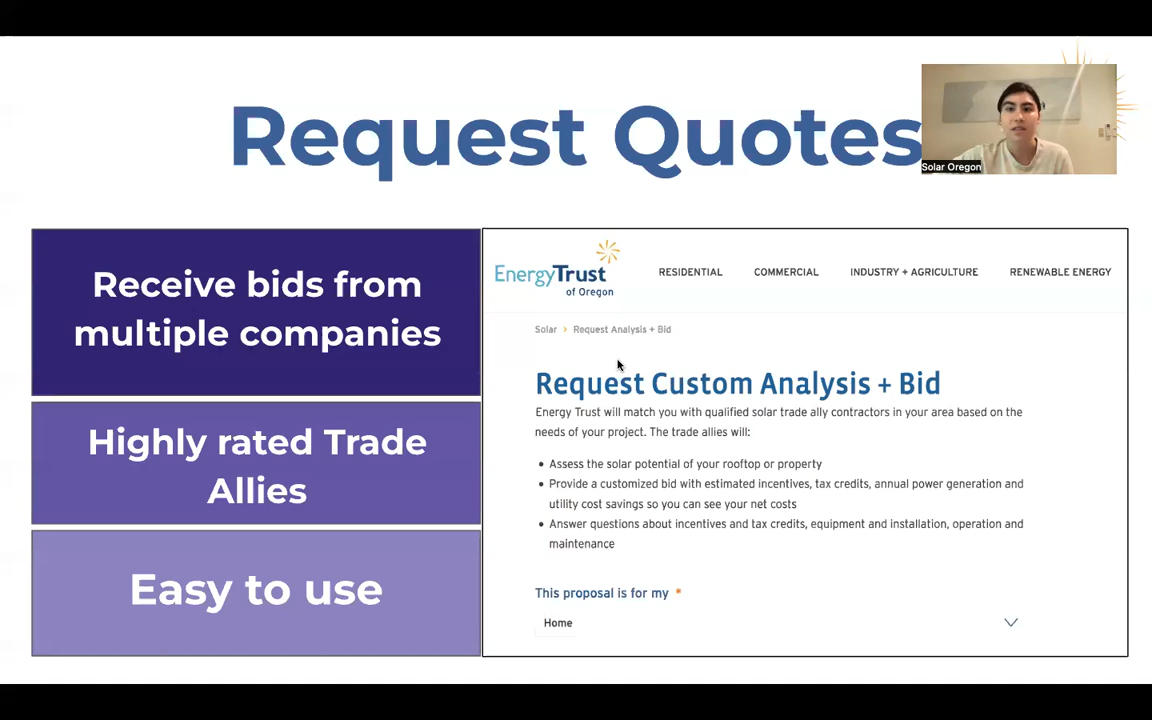 Request Quotes
Solar Oregon
Receive bids from
multiple companies
Highly rated Trade
Allies
Easy to use
EnergyTrust
of Oregon
RESIDENTIAL
COMMERCIAL
INDUSTRY + AGRICULTURE
RENEWABLE ENERGY
Solar > Request Analysis + Bid
Request Custom Analysis + Bid
Energy Trust will match you with qualified solar trade ally contractors in your area based on the
needs of your project. The trade allies will:
• Assess the solar potential of your rooftop or property
• Provide a customized bid with estimated incentives, tax credits, annual power generation and
utility cost savings so you can see your net costs
• Answer questions about incentives and tax credits, equipment and installation, operation and
maintenance
This proposal is for my *
Home